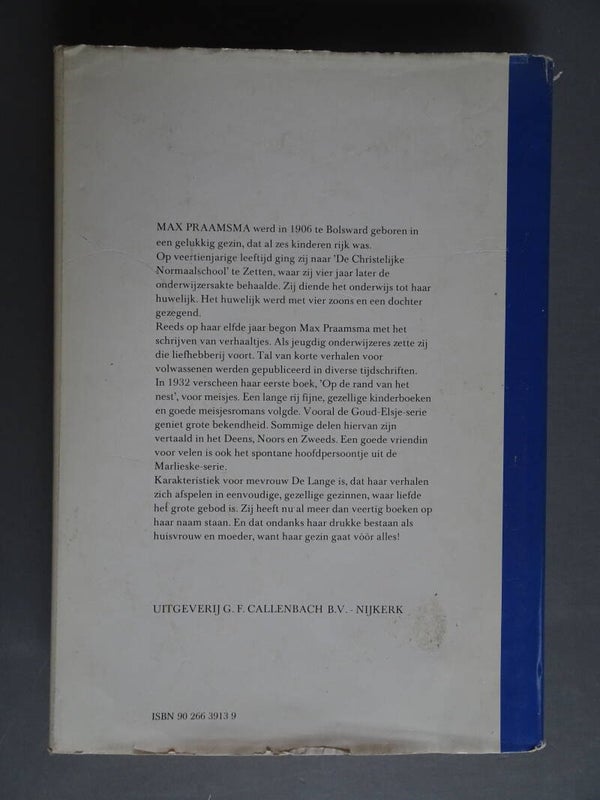 MAX PRAAMSMA werd in 1906 te Bolsward geboren in
een gelukkig gezin, dat al zes kinderen rijk was.
Op veertienjarige leeftijd ging zij naar 'De Christelijke
Normaalschool' te Zetten, waar zij vier jaar later de
onderwijzersakte behaalde. Zij diende het onderwijs tot haar
huwelijk. Het huwelijk werd met vier zoons en een dochter
gezegend.
Reeds op haar elfde jaar begon Max Praamsma met het
schrijven van verhaaltjes. Als jeugdig onderwijzeres zette zij
die liefhebberij voort. Tal van korte verhalen voor
volwassenen werden gepubliceerd in diverse tijdschriften.
In 1932 verscheen haar eerste boek, 'Op de rand van het
nest', voor meisjes. Een lange rij fijne, gezellige kinderboeken
en goede meisjesromans volgde. Vooral de Goud-Elsje-serie
geniet grote bekendheid. Sommige delen hiervan zijn
vertaald in het Deens, Noors en Zweeds. Een goede vriendin
voor velen is ook het spontane hoofdpersoontje uit de
Marlieske-serie.
Karakteristiek voor mevrouw De Lange is, dat haar verhalen
zich afspelen in eenvoudige, gezellige gezinnen, waar liefde
het grote gebod is. Zij heeft nu al meer dan veertig boeken op
haar naam staan. En dat ondanks haar drukke bestaan als
huisvrouw en moeder, want haar gezin gaat vóór alles!
UITGEVERIJ G. F. CALLENBACH B.V. - NIJKERK
ISBN 90 266 3913 9